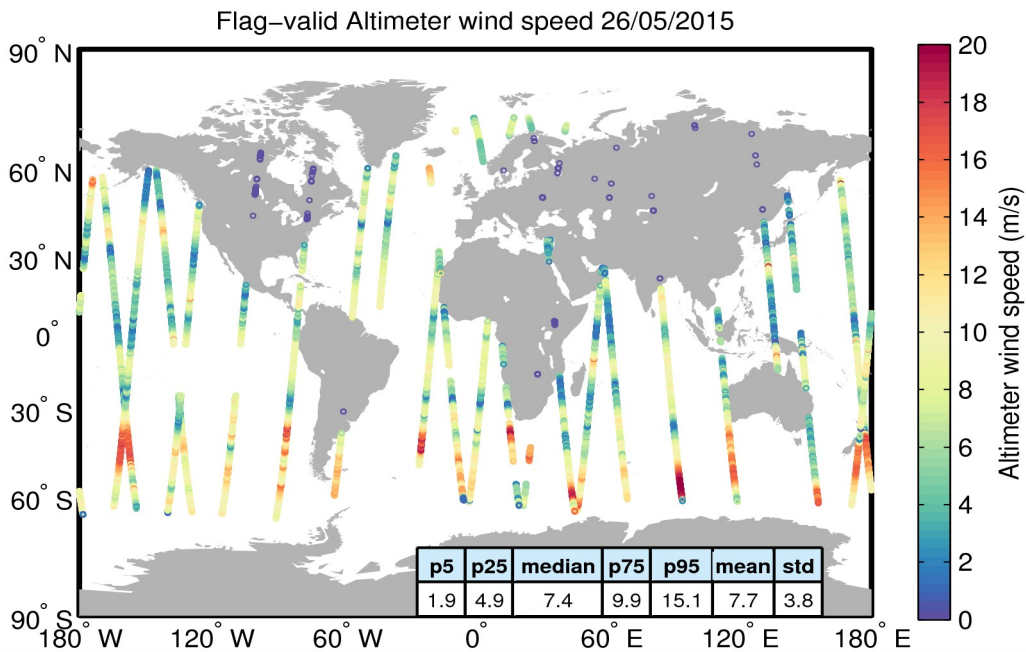 Flag−valid Altimeter wind speed 26/05/2015
90° N
60° N
30° N
0°
30° S
60° S
90° S
180° W
120° W
60° W
0°
60° E
120° E
180° E
p5 p25 median p75 p95 mean std
1.9 4.9 7.4 9.9 15.1 7.7 3.8
20
18
16
14
12
10
8
6
4
2
0
Altimeter wind speed (m/s)